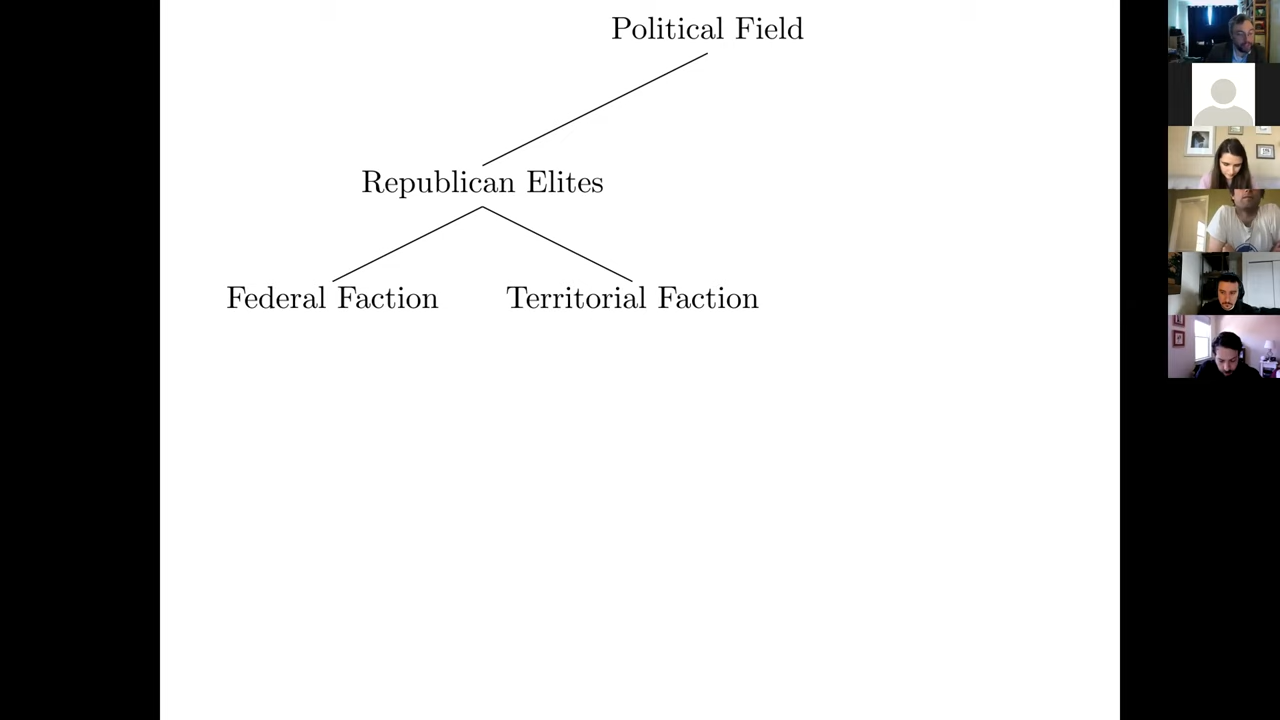 Political Field
Republican Elites
Federal Faction
Territorial Faction